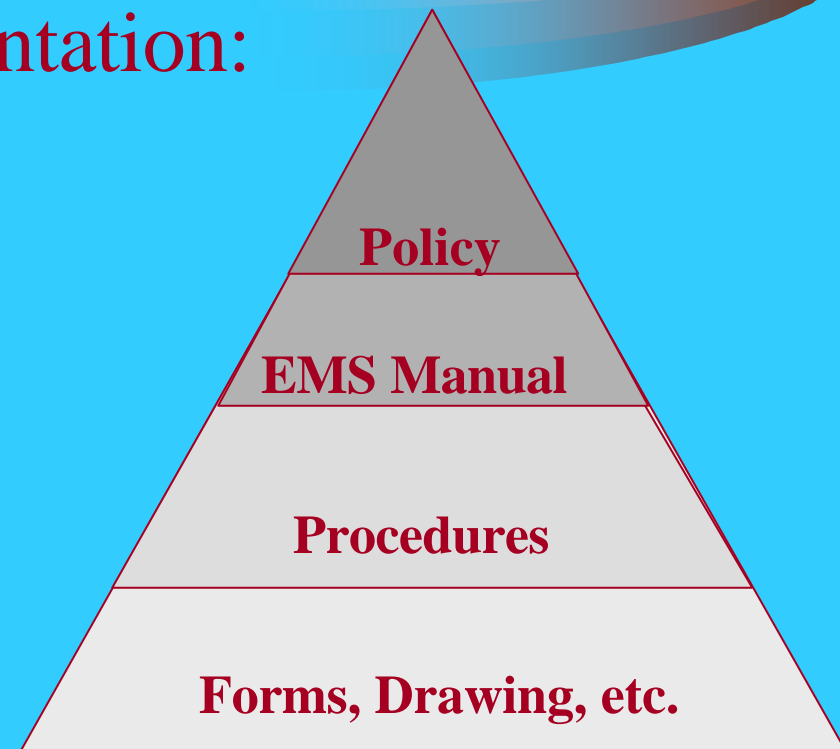 ntation:
Policy
EMS Manual
Procedures
Forms, Drawing, etc.